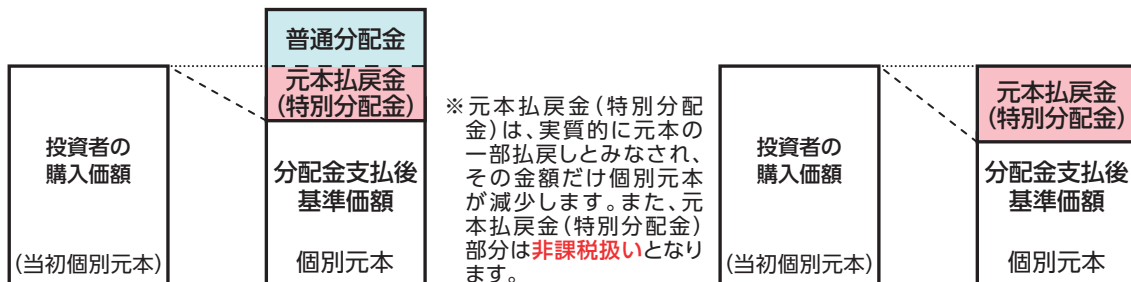 投資者の
購入価額
(当初個別元本)
普通分配金
元本払戻金
(特別分配金)
分配金支払後
基準価額
個別元本
※元本払戻金(特別分配
金)は、実質的に元本の
一部払戻しとみなされ、
その金額だけ個別元本
が減少します。また、元
本払戻金(特別分配金)
部分は非課税扱いとなり
ます。
投資者の
購入価額
(当初個別元本)
元本払戻金
(特別分配金)
分配金支払後
基準価額
個別元本